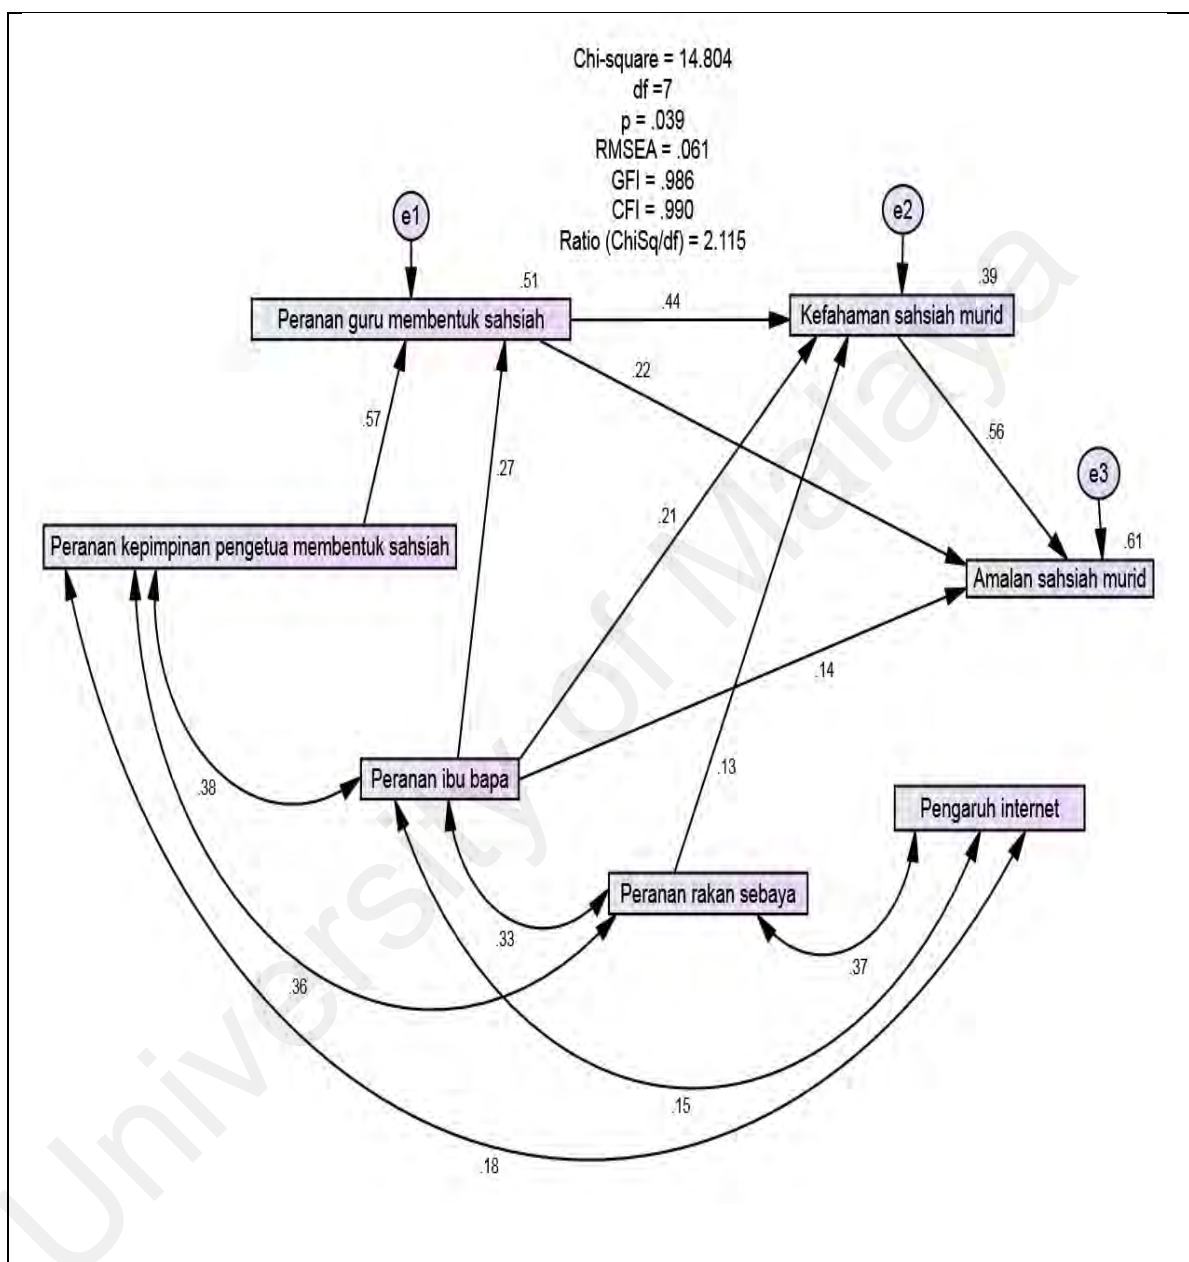 Chi-square = 14.804
df =7
p = .039
RMSEA = .061
GFI = .986
CFI = .990
Ratio (ChiSq/df) = 2.115
e1
e2
.51
.39
Peranan guru membentuk sahsiah
.44
Kefahaman sahsiah murid
.22
.57
.56
.27
e3
.21
.61
Peranan kepimpinan pengetua membentuk sahsiah
Amalan sahsiah murid
.14
.13
Peranan ibu bapa
.38
Pengaruh internet
Peranan rakan sebaya
.33
.37
.36
.15
.18
University of Malaya